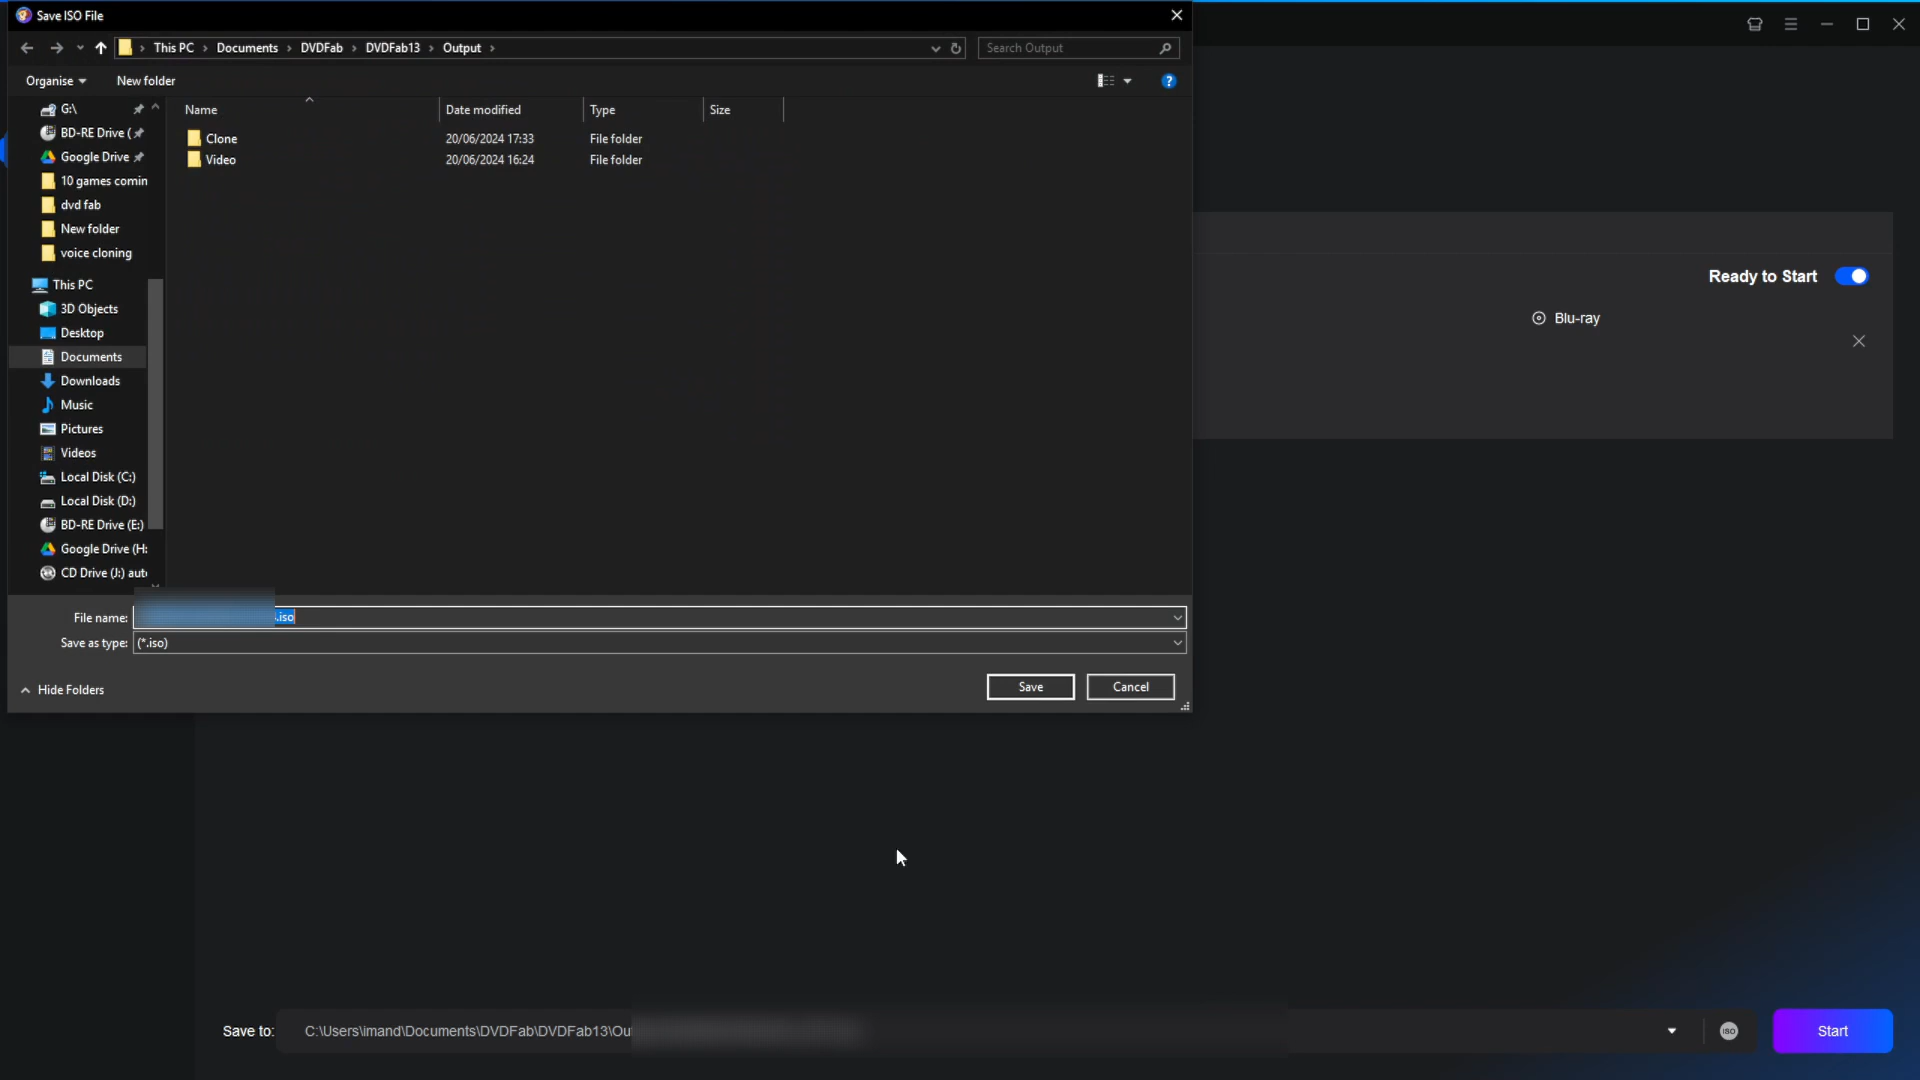 Save ISO File
This PC > Documents > DVDFab > DVDFab13 > Output >
Search Output
Organise
New folder
Name
Date modified
Type
Size
G:\
BD-RE Drive (
Google Drive
10 games comin
dvd fab
New folder
voice cloning
This PC
3D Objects
Desktop
Documents
Downloads
Music
Pictures
Videos
Local Disk (C:)
Local Disk (D:)
BD-RE Drive (E:)
Google Drive (H:
CD Drive (J:) aut
Clone 20/06/2024 17:33 File folder
Video 20/06/2024 16:24 File folder
Ready to Start
Blu-ray
File name: .iso
Save as type: (*.iso)
Hide Folders
Save
Cancel
Save to: C:\Users\imand\Documents\DVDFab\DVDFab13\Ou
ISO
Start